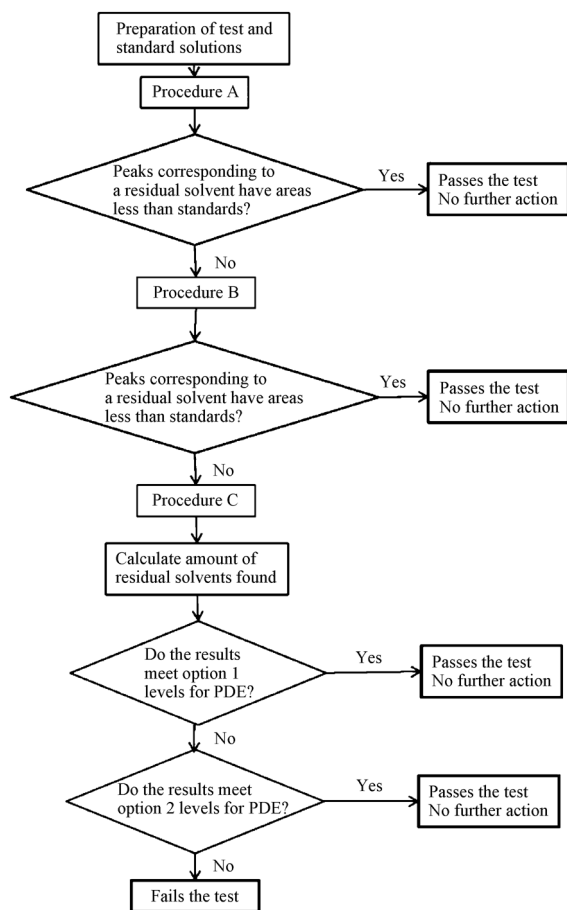 Preparation of test and
standard solutions
Procedure A
Peaks corresponding to
a residual solvent have areas
less than standards?
Yes
Passes the test
No further action
No
Procedure B
Peaks corresponding to
a residual solvent have areas
less than standards?
Yes
Passes the test
No further action
No
Procedure C
Calculate amount of
residual solvents found
Do the results
meet option 1
levels for PDE?
Yes
Passes the test
No further action
No
Do the results meet
option 2 levels for PDE?
Yes
Passes the test
No further action
No
Fails the test